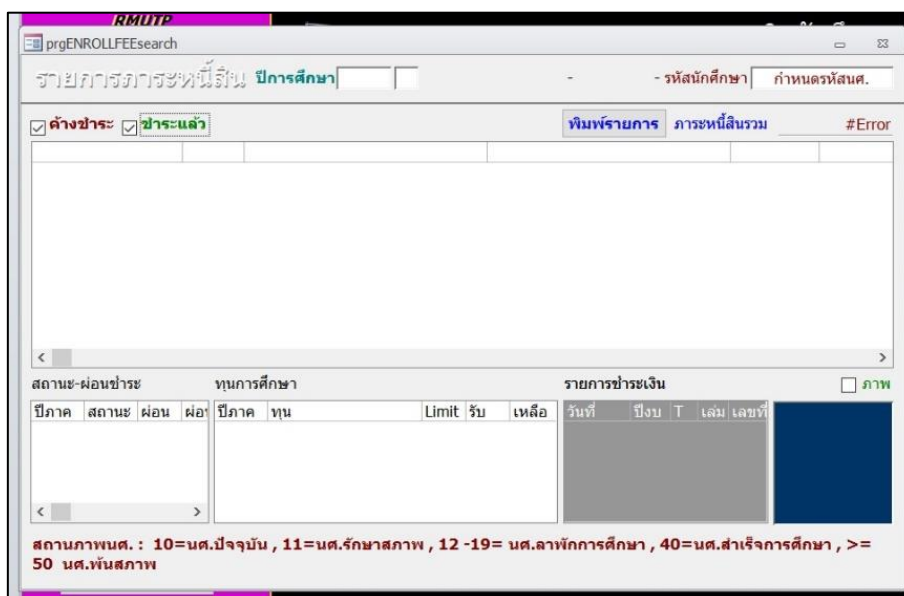 RMUTP
prgENROLLFEEsearch
รายการภาระหนี้สิน ปีการศึกษา - - รหัสนักศึกษา กำหนดรหัสนศ.
ค้างชำระ ชำระแล้ว พิมพ์รายการ ภาระหนี้สินรวม #Error
สถานะ-ผ่อนชำระ ทุนการศึกษา รายการชำระเงิน ภาพ
ปีภาค สถานะ ผ่อน ปีภาค ทุน Limit รับ เหลือ วันที่ ปีงบ T เล่ม เลขที่
สถานภาพนศ. : 10=นศ.ปัจจุบัน , 11=นศ.รักษาสภาพ , 12 -19= นศ.ลาพักการศึกษา , 40=นศ.สำเร็จการศึกษา , >=
50 นศ.พ้นสภาพ